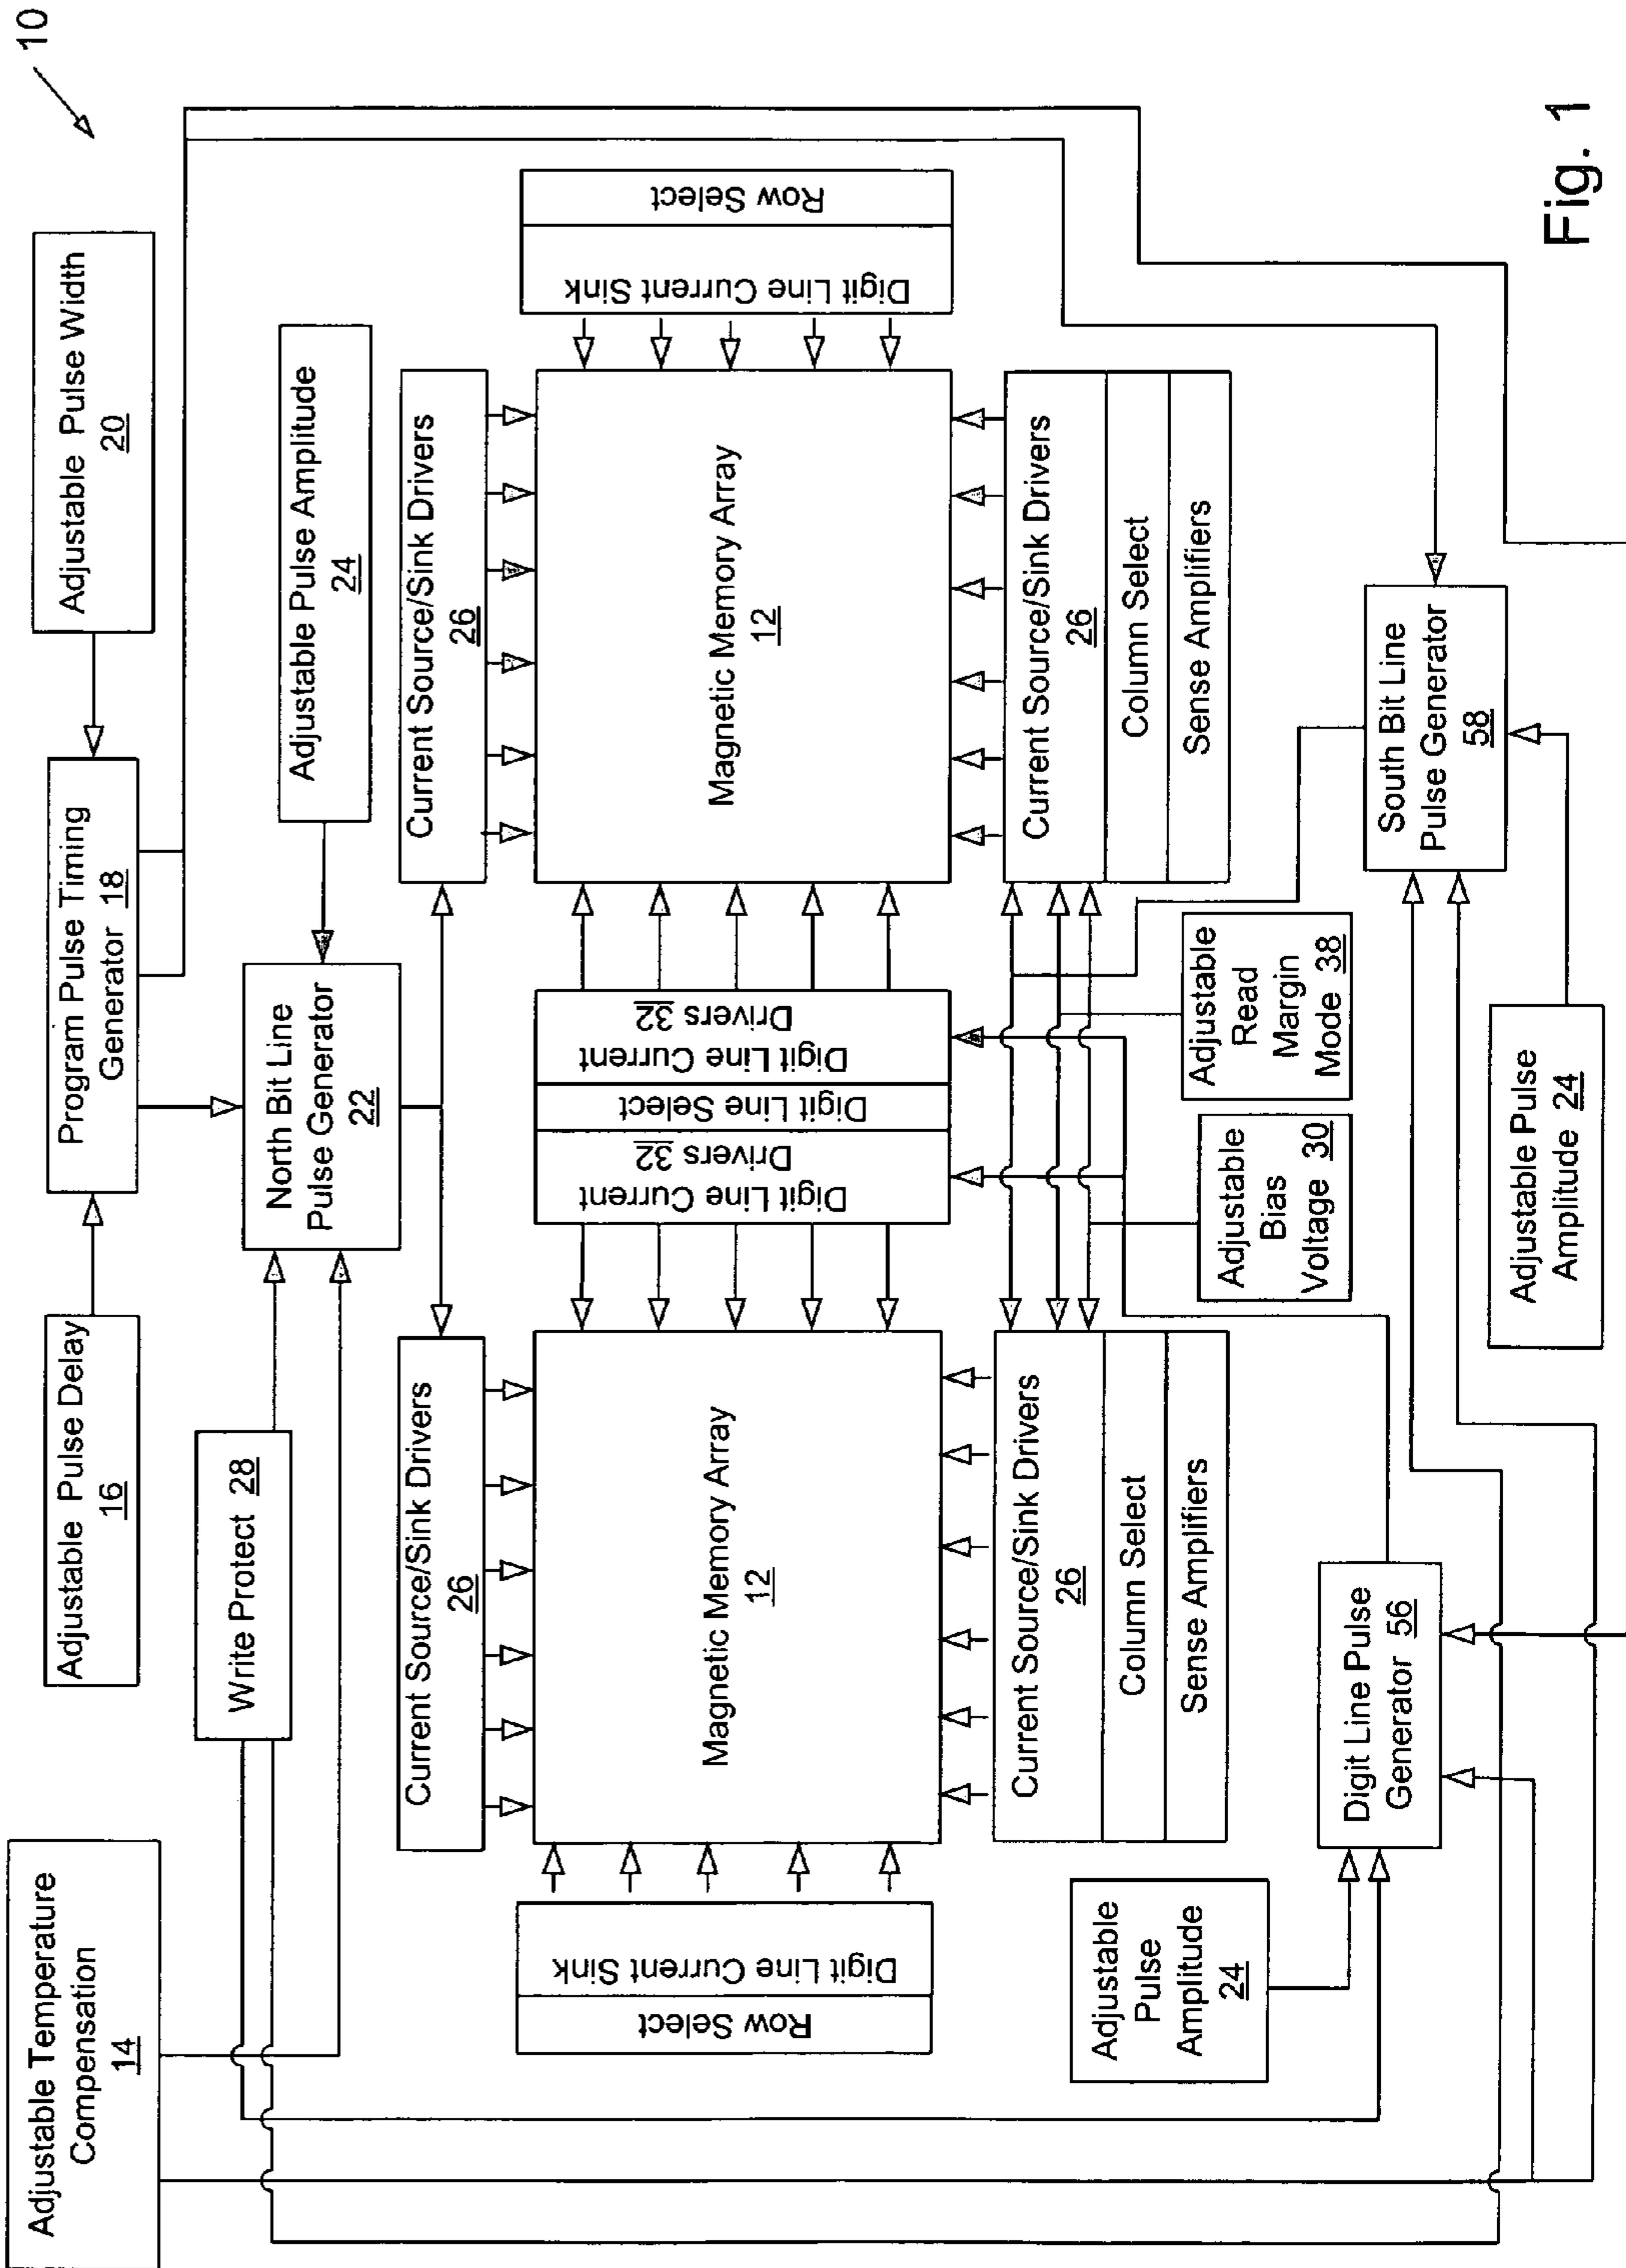 10
Adjustable Temperature
Compensation
14
Adjustable Pulse Delay
16
Program Pulse Timing
Generator 18
Adjustable Pulse Width
20
Write Protect 28
North Bit Line
Pulse Generator
22
Adjustable Pulse Amplitude
24
Current Source/Sink Drivers
26
Current Source/Sink Drivers
26
Row Select
Digit Line Current Sink
Magnetic Memory Array
12
Digit Line Current
Drivers 32
Digit Line Select
Digit Line Current
Drivers 32
Magnetic Memory Array
12
Digit Line Current Sink
Row Select
Current Source/Sink Drivers
26
Column Select
Sense Amplifiers
Current Source/Sink Drivers
26
Column Select
Sense Amplifiers
Adjustable
Pulse
Amplitude
24
Adjustable
Bias
Voltage 30
Adjustable
Read
Margin
Mode 38
Digit Line Pulse
Generator 56
South Bit Line
Pulse Generator
58
Adjustable Pulse
Amplitude 24
Fig. 1